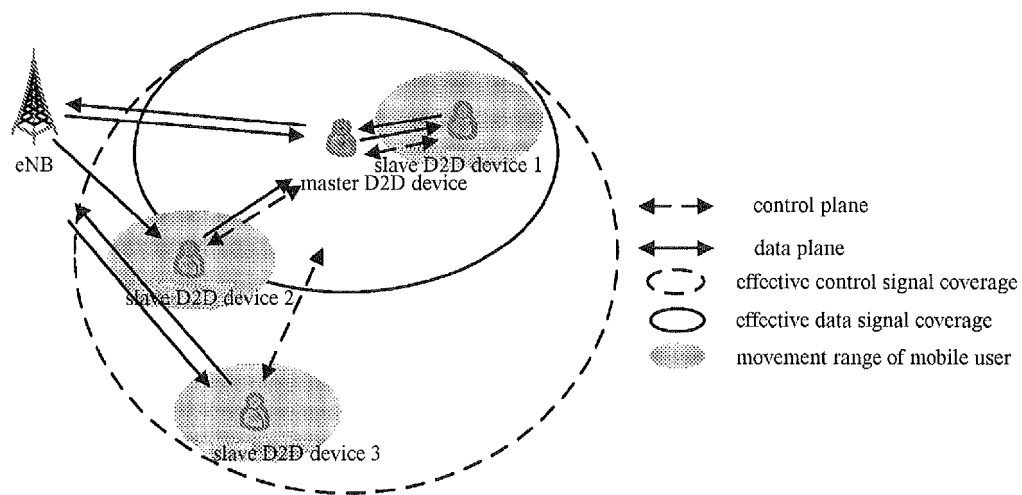 eNB
slave D2D device 1
master D2D device
slave D2D device 2
slave D2D device 3
control plane
data plane
effective control signal coverage
effective data signal coverage
movement range of mobile user